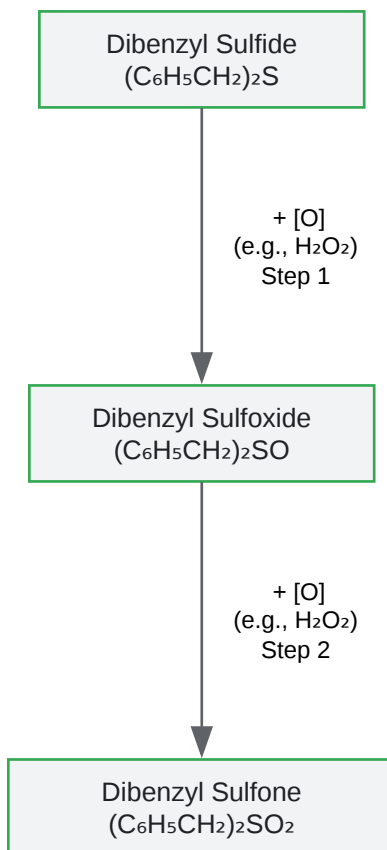 Dibenzyl Sulfide
(C₆H₅CH₂)₂S
+ [O]
(e.g., H₂O₂)
Step 1
Dibenzyl Sulfoxide
(C₆H₅CH₂)₂SO
+ [O]
(e.g., H₂O₂)
Step 2
Dibenzyl Sulfone
(C₆H₅CH₂)₂SO₂